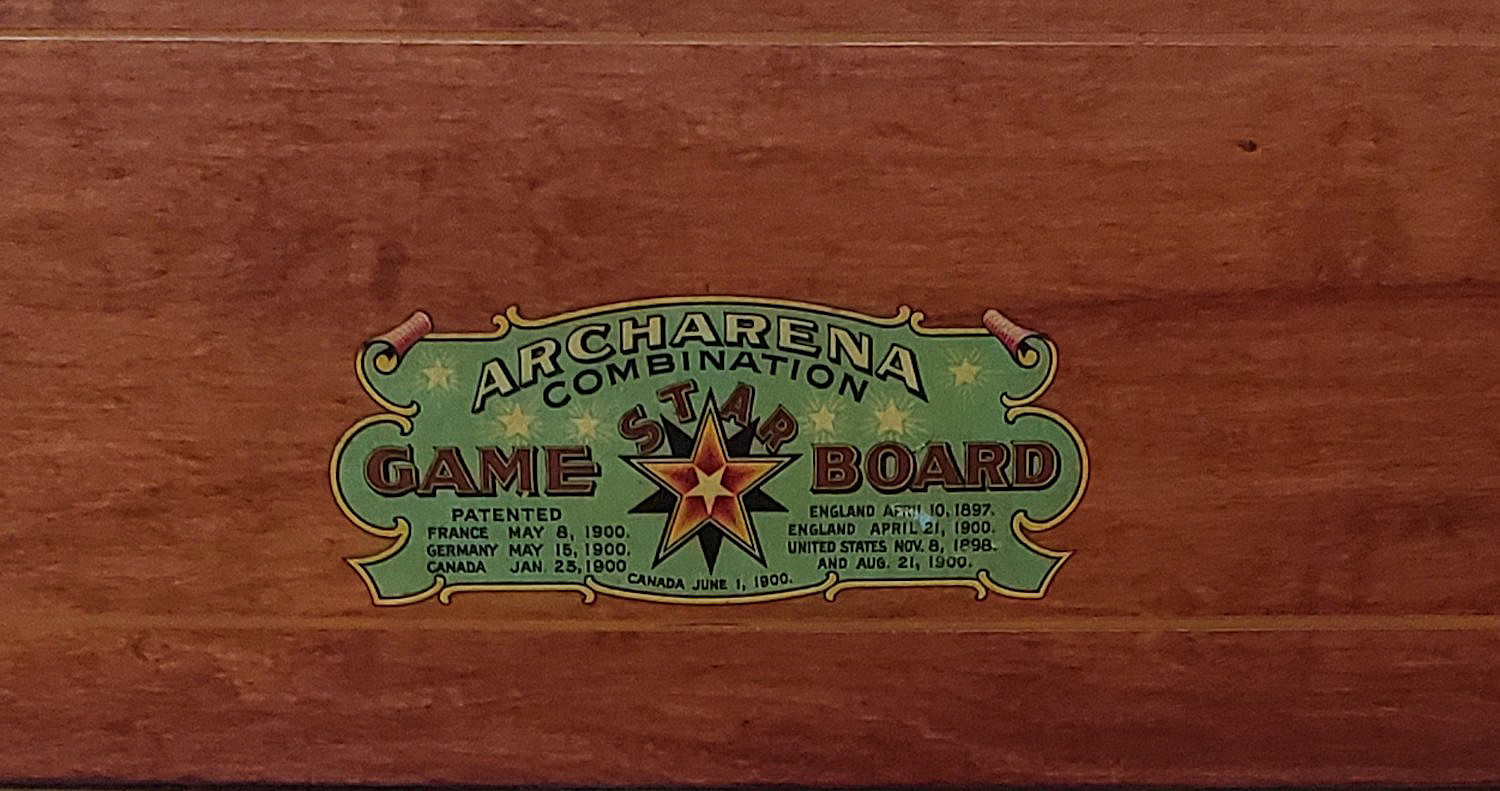 ARCHARENA
COMBINATION
STAR
GAME BOARD
PATENTED
FRANCE MAY 8, 1900.
GERMANY MAY 15, 1900.
CANADA JAN. 23, 1900
CANADA JUNE 1, 1900.
ENGLAND APRIL 10, 1897.
ENGLAND APRIL 21, 1900.
UNITED STATES NOV. 8, 1898.
AND AUG. 21, 1900.